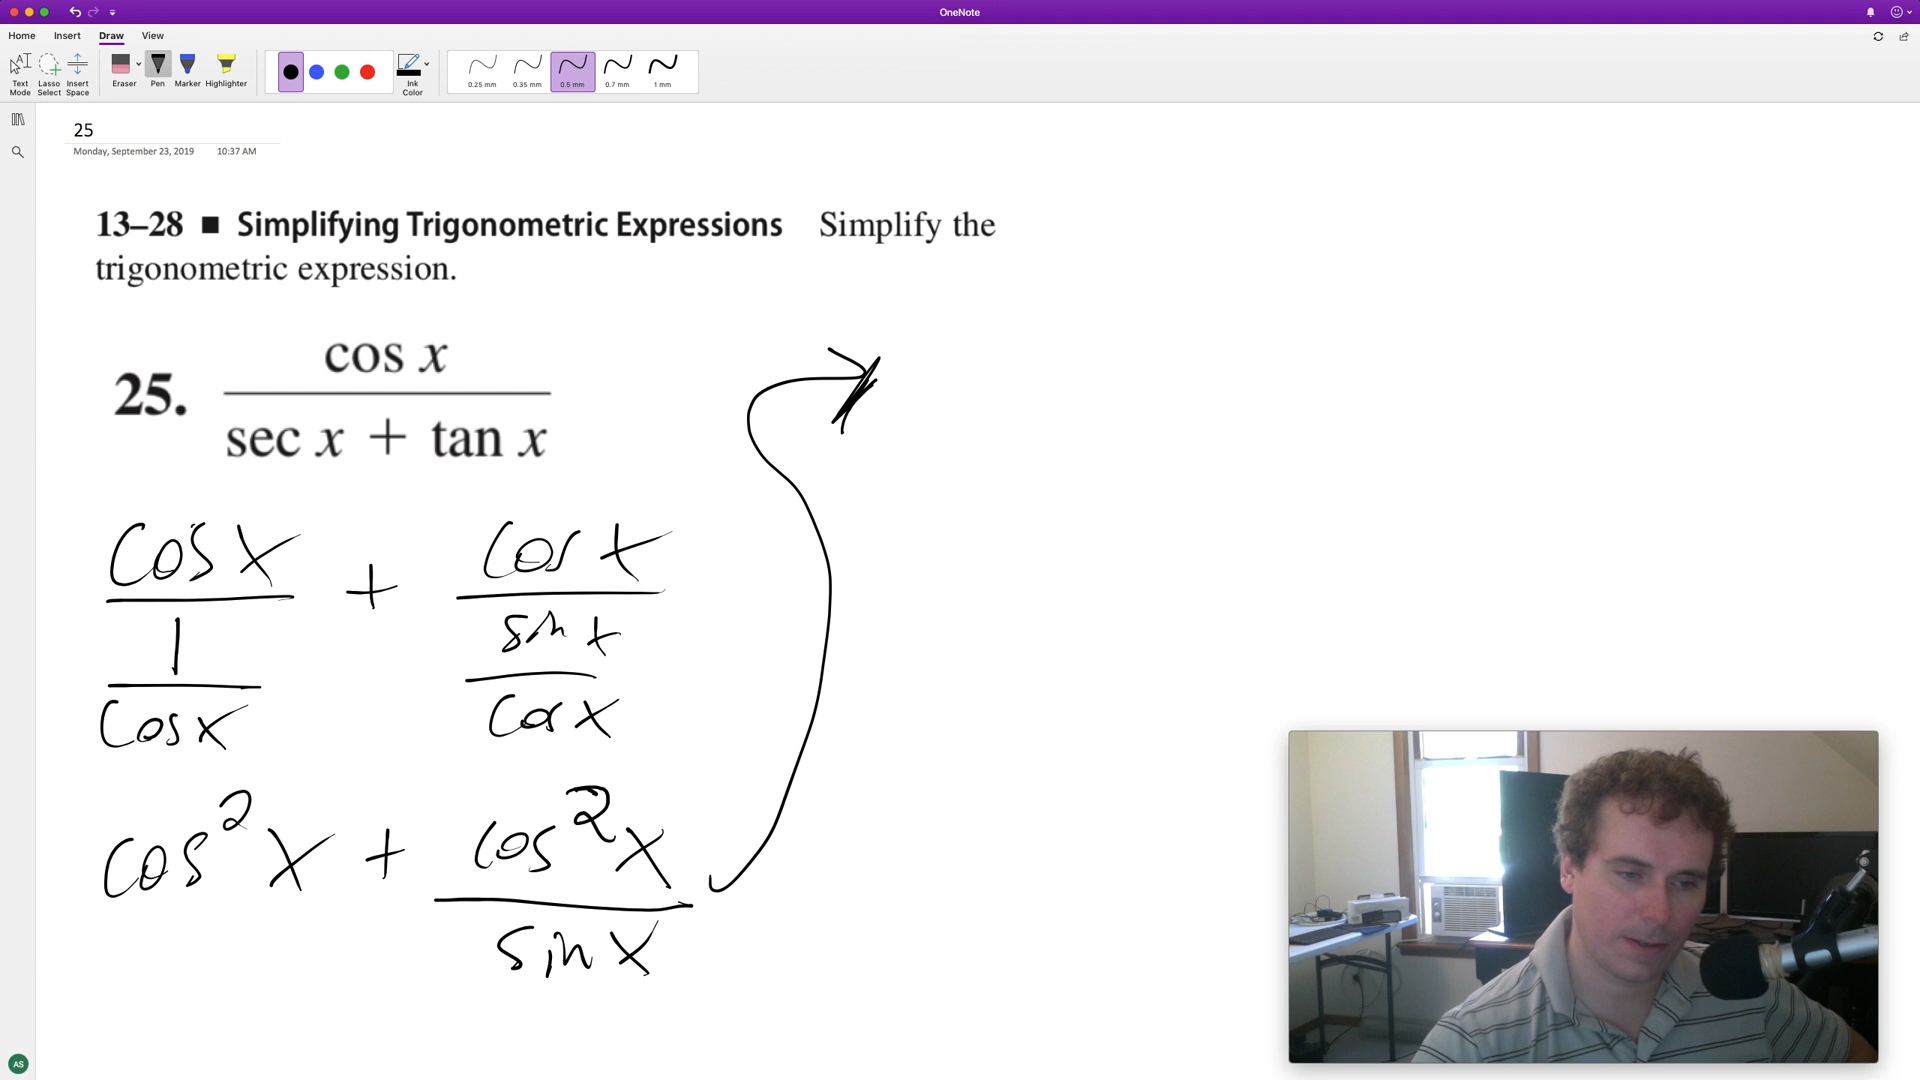 OneNote
Home Insert Draw View
Text Mode Lasso Select Insert Space Eraser Pen Marker Highlighter Ink Color 0.25 mm 0.35 mm 0.5 mm 0.7 mm 1 mm
25
Monday, September 23, 2019 10:37 AM
13–28 ■ Simplifying Trigonometric Expressions Simplify the
trigonometric expression.
cos x
25.
sec x + tan x
cos x + cos x
1 sin x
cos x cos x
cos² x + cos² x
sin x
AS